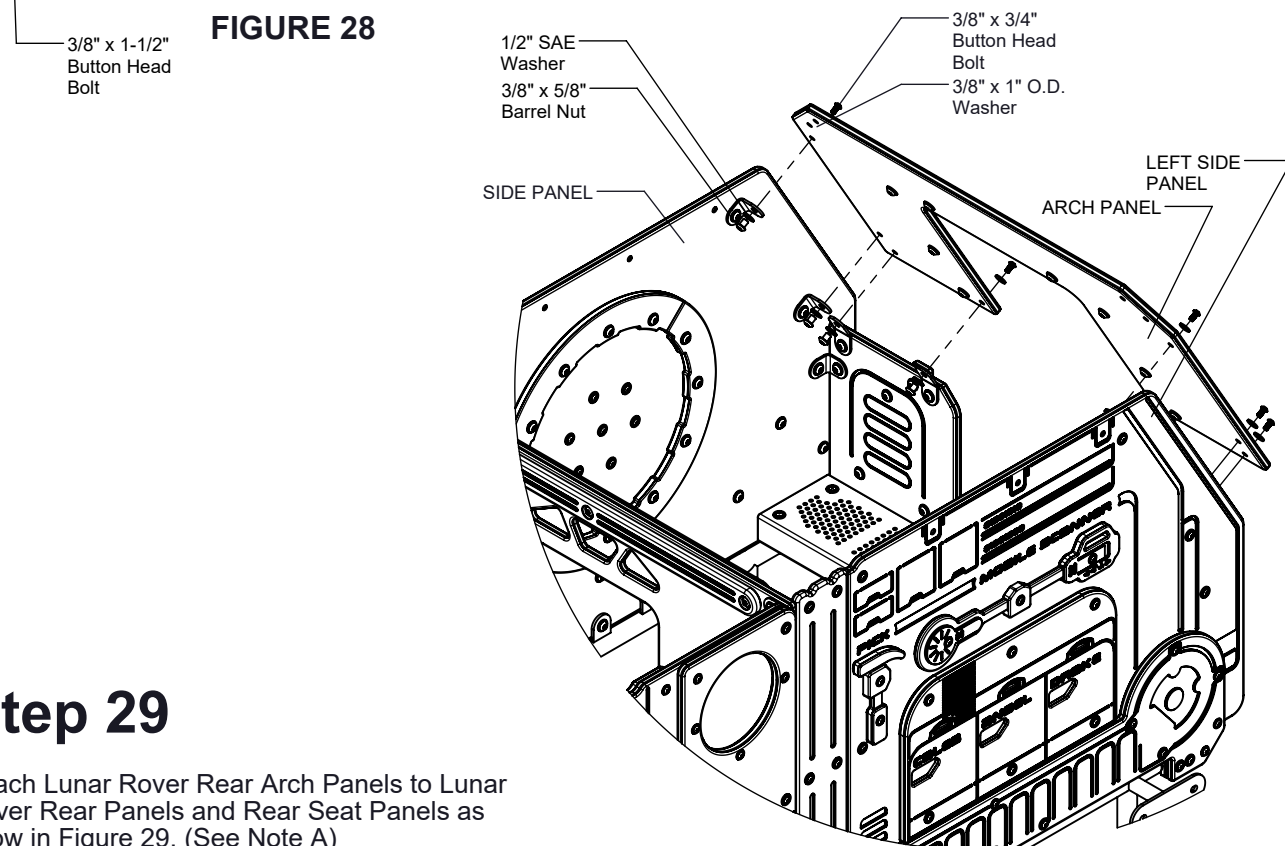 FIGURE 28
3/8" x 1-1/2"
Button Head
Bolt
1/2" SAE
Washer
3/8" x 5/8"
Barrel Nut
3/8" x 3/4"
Button Head
Bolt
3/8" x 1" O.D.
Washer
SIDE PANEL
LEFT SIDE
PANEL
ARCH PANEL
MOBILE SCANNER
PICK
tep 29
ach Lunar Rover Rear Arch Panels to Lunar
ver Rear Panels and Rear Seat Panels as
ow in Figure 29. (See Note A)